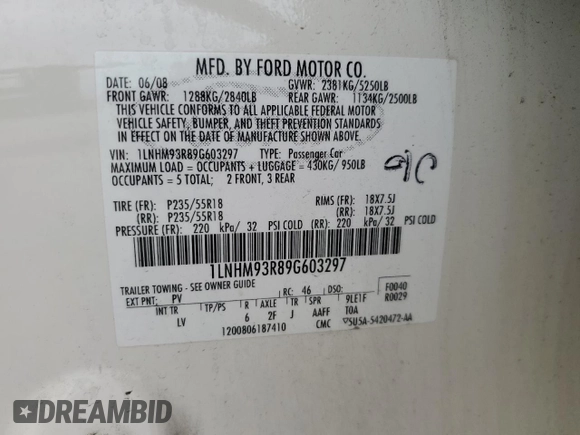 MFD. BY FORD MOTOR CO.
DATE: 06/08 GVWR: 2381KG/5250LB
FRONT GAWR: 1288KG/2840LB REAR GAWR: 1134KG/2500LB
THIS VEHICLE CONFORMS TO ALL APPLICABLE FEDERAL MOTOR
VEHICLE SAFETY, BUMPER, AND THEFT PREVENTION STANDARDS
IN EFFECT ON THE DATE OF MANUFACTURE SHOWN ABOVE.
VIN: 1LNHM93R89G603297 TYPE: Passenger Car
MAXIMUM LOAD = OCCUPANTS + LUGGAGE = 430KG/ 950LB
OCCUPANTS = 5 TOTAL; 2 FRONT, 3 REAR
TIRE (FR): P235/55R18 RIMS (FR): 18X7.5J
(RR): P235/55R18 (RR): 18X7.5J
PRESSURE (FR): 220 kPa/ 32 PSI COLD (RR): 220 kPa/ 32 PSI COLD
1LNHM93R89G603297
TRAILER TOWING - SEE OWNER GUIDE
EXT PNT: PV RC: 46 DSO: F0040
INT TR TP/PS R AXLE TR SPR 9LE1F R0029
LV 6 2F J AAFF TOA
1200806187410 CMC 5U5A-5420472-AA
DREAMBID